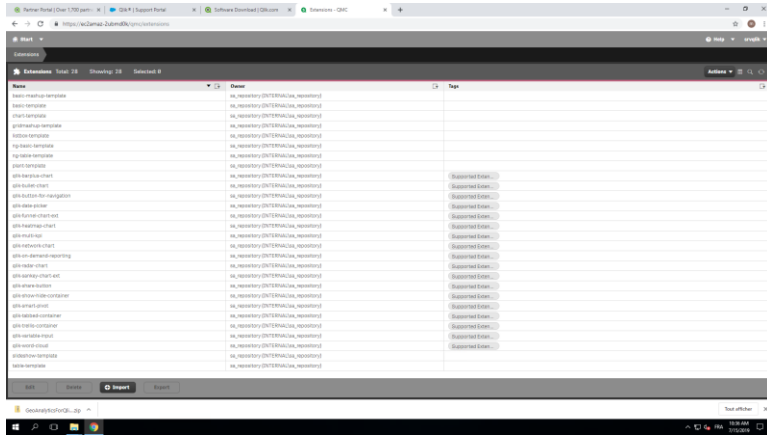 Partner Portal | Over 1,700 partn
Qlik® | Support Portal
Software Download | Qlik.com
Extensions - QMC
https://ec2amaz-2ubmd0k/qmc/extensions
Start
Help
Extensions
Extensions Total: 28 Showing: 28 Selected: 0
Actions
Name Owner Tags
basic-mashup-template sa_repository (INTERNAL\sa_repository)
basic-template sa_repository (INTERNAL\sa_repository)
chart-template sa_repository (INTERNAL\sa_repository)
gridmashup-template sa_repository (INTERNAL\sa_repository)
listbox-template sa_repository (INTERNAL\sa_repository)
ng-basic-template sa_repository (INTERNAL\sa_repository)
ng-table-template sa_repository (INTERNAL\sa_repository)
plain-template sa_repository (INTERNAL\sa_repository)
qlik-barplus-chart sa_repository (INTERNAL\sa_repository) Supported Exten...
qlik-bullet-chart sa_repository (INTERNAL\sa_repository) Supported Exten...
qlik-button-for-navigation sa_repository (INTERNAL\sa_repository) Supported Exten...
qlik-date-picker sa_repository (INTERNAL\sa_repository) Supported Exten...
qlik-funnel-chart-ext sa_repository (INTERNAL\sa_repository) Supported Exten...
qlik-heatmap-chart sa_repository (INTERNAL\sa_repository) Supported Exten...
qlik-multi-kpi sa_repository (INTERNAL\sa_repository) Supported Exten...
qlik-network-chart sa_repository (INTERNAL\sa_repository) Supported Exten...
qlik-on-demand-reporting sa_repository (INTERNAL\sa_repository) Supported Exten...
qlik-radar-chart sa_repository (INTERNAL\sa_repository) Supported Exten...
qlik-sankey-chart-ext sa_repository (INTERNAL\sa_repository) Supported Exten...
qlik-share-button sa_repository (INTERNAL\sa_repository) Supported Exten...
qlik-show-hide-container sa_repository (INTERNAL\sa_repository) Supported Exten...
qlik-smart-pivot sa_repository (INTERNAL\sa_repository) Supported Exten...
qlik-tabbed-container sa_repository (INTERNAL\sa_repository) Supported Exten...
qlik-trellis-container sa_repository (INTERNAL\sa_repository) Supported Exten...
qlik-variable-input sa_repository (INTERNAL\sa_repository) Supported Exten...
qlik-word-cloud sa_repository (INTERNAL\sa_repository) Supported Exten...
slideshow-template sa_repository (INTERNAL\sa_repository)
table-template sa_repository (INTERNAL\sa_repository)
Edit Delete Import Export
GeoAnalyticsForQli....zip
Tout afficher
FRA
10:36 AM
7/15/2019